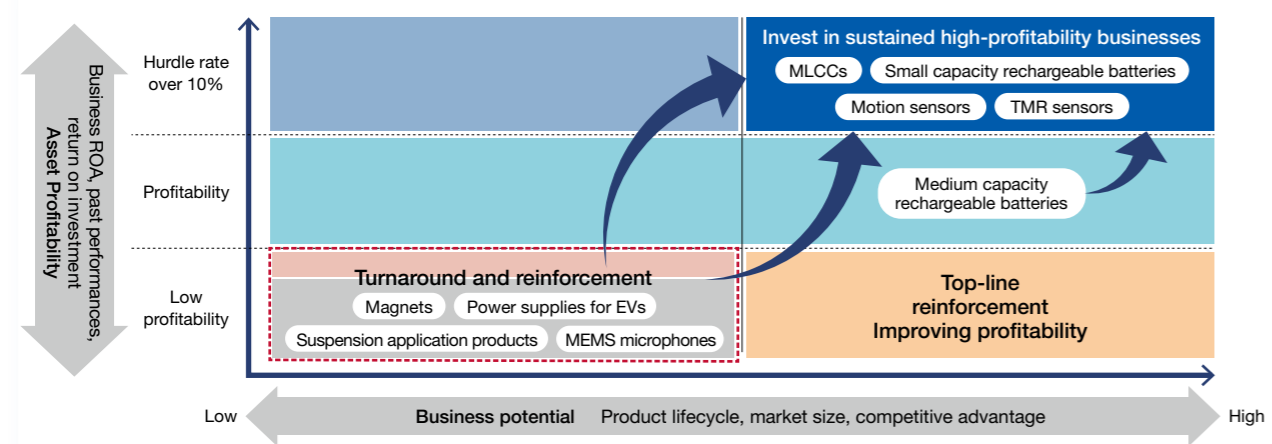 Business ROA, past performances,
return on investment
Asset Profitability
Hurdle rate
over 10%
Profitability
Low
profitability
Invest in sustained high-profitability businesses
MLCCs
Small capacity rechargeable batteries
Motion sensors
TMR sensors
Medium capacity
rechargeable batteries
Turnaround and reinforcement
Magnets
Power supplies for EVs
Suspension application products
MEMS microphones
Top-line
reinforcement
Improving profitability
Low
Business potential Product lifecycle, market size, competitive advantage
High